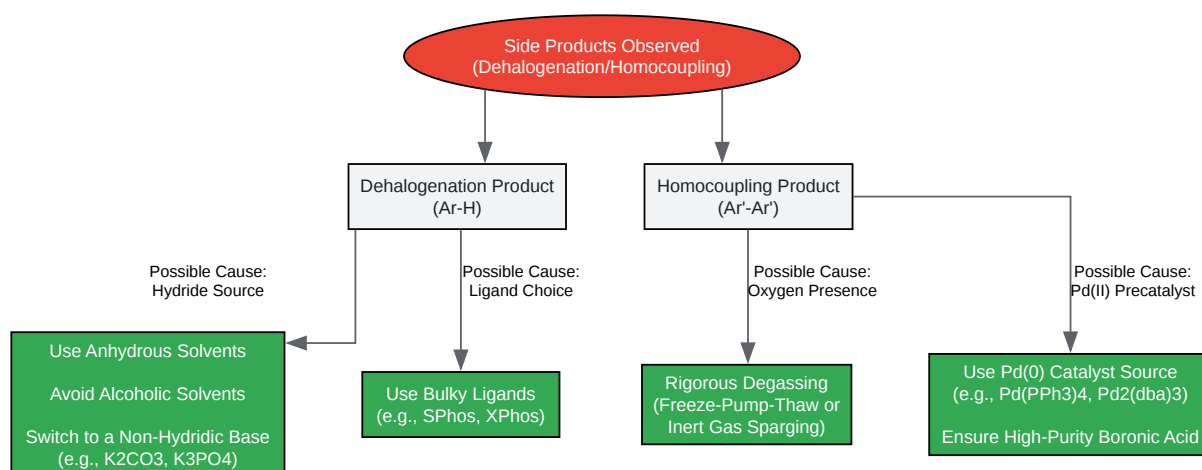 Side Products Observed
(Dehalogenation/Homocoupling)
Dehalogenation Product
(Ar-H)
Homocoupling Product
(Ar'-Ar')
Possible Cause:
Hydride Source
Possible Cause:
Ligand Choice
Possible Cause:
Oxygen Presence
Possible Cause:
Pd(II) Precatalyst
Use Anhydrous Solvents
Avoid Alcoholic Solvents
Switch to a Non-Hydridic Base
(e.g., K2CO3, K3PO4)
Use Bulky Ligands
(e.g., SPhos, XPhos)
Rigorous Degassing
(Freeze-Pump-Thaw or
Inert Gas Sparging)
Use Pd(0) Catalyst Source
(e.g., Pd(PPh3)4, Pd2(dba)3)
Ensure High-Purity Boronic Acid